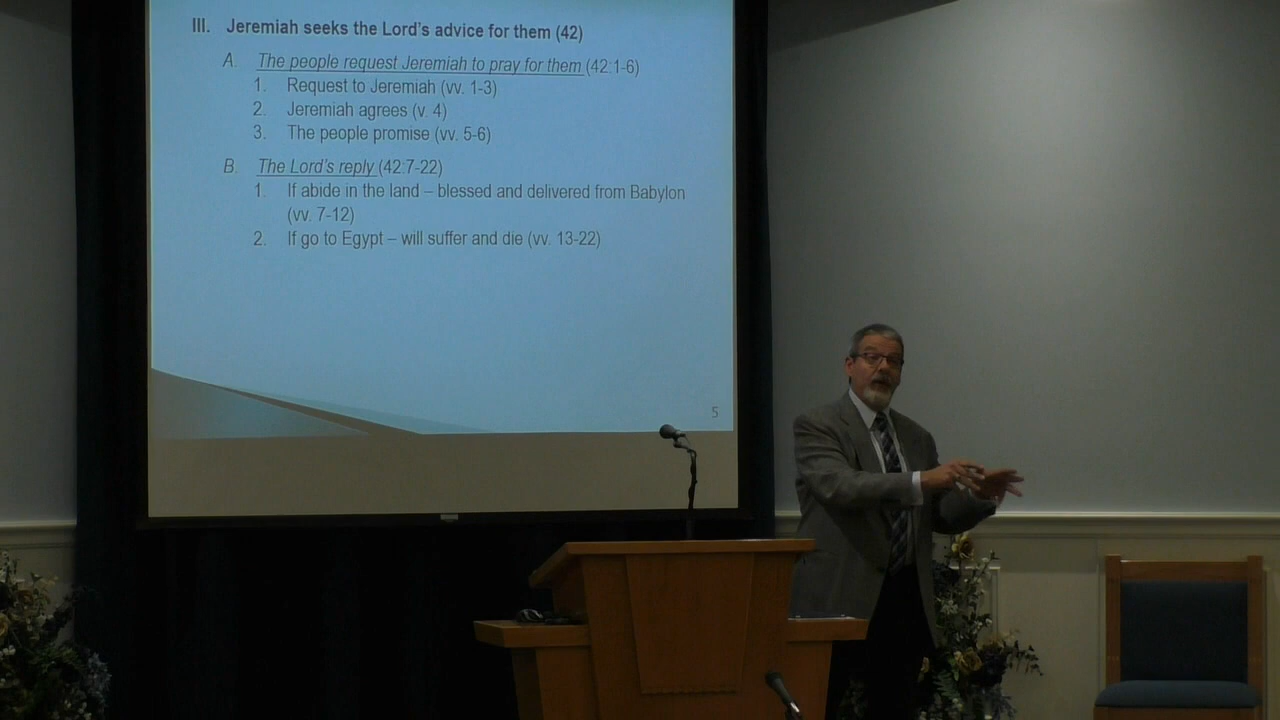 III. Jeremiah seeks the Lord's advice for them (42)
A. The people request Jeremiah to pray for them (42:1-6)
1. Request to Jeremiah (vv. 1-3)
2. Jeremiah agrees (v. 4)
3. The people promise (vv. 5-6)
B. The Lord's reply (42:7-22)
1. If abide in the land – blessed and delivered from Babylon
(vv. 7-12)
2. If go to Egypt – will suffer and die (vv. 13-22)
5